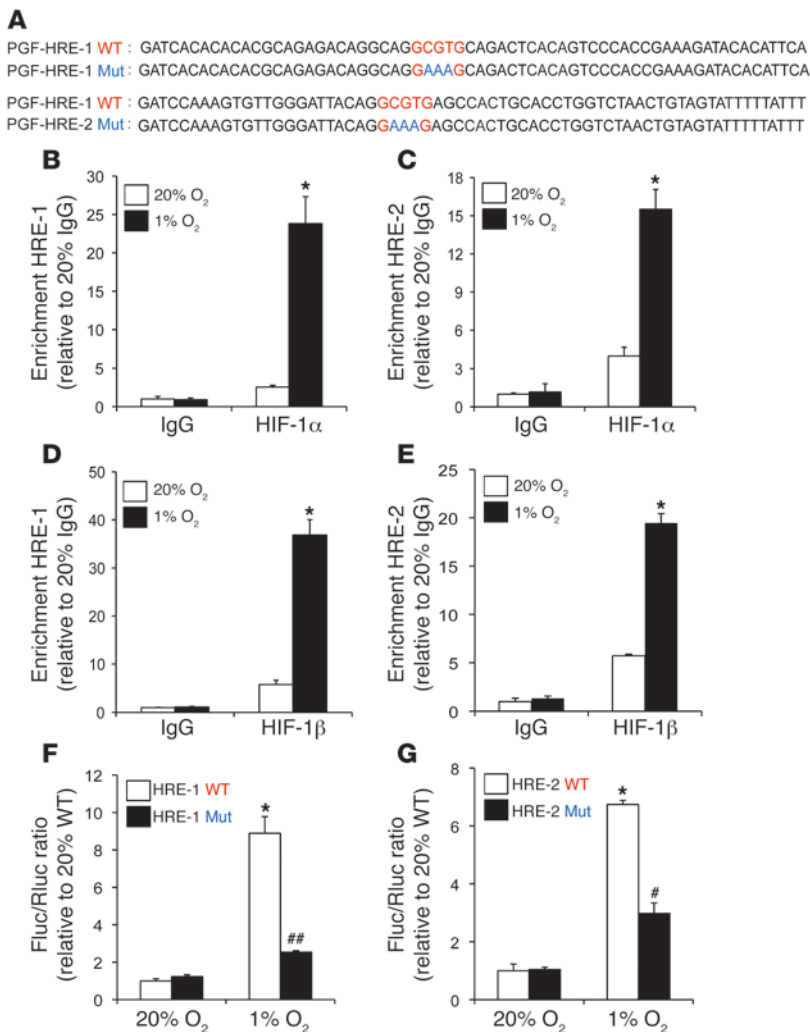 A
PGF-HRE-1 WT : GATCACACACACGCAGAGACAGGCAGGCGTGCAGACTCACAGTCCCACCGAAAGATACACATTCA
PGF-HRE-1 Mut : GATCACACACACGCAGAGACAGGCAGGAAAGCAGACTCACAGTCCCACCGAAAGATACACATTCA
PGF-HRE-1 WT : GATCCAAAGTGTTGGGATTACAGGCGTGAGCCACTGCACCTGGTCTAACTGTAGTATTTTTATTT
PGF-HRE-2 Mut : GATCCAAAGTGTTGGGATTACAGGAAAGAGCCACTGCACCTGGTCTAACTGTAGTATTTTTATTT
B
Enrichment HRE-1
(relative to 20% IgG)
30
25
20
15
10
5
0
20% O₂
1% O₂
*
IgG
HIF-1α
C
Enrichment HRE-2
(relative to 20% IgG)
18
15
12
9
6
3
0
20% O₂
1% O₂
*
IgG
HIF-1α
D
Enrichment HRE-1
(relative to 20% IgG)
50
40
30
20
10
0
20% O₂
1% O₂
*
IgG
HIF-1β
E
Enrichment HRE-2
(relative to 20% IgG)
25
20
15
10
5
0
20% O₂
1% O₂
*
IgG
HIF-1β
F
Fluc/Rluc ratio
(relative to 20% WT)
12
10
8
6
4
2
0
HRE-1 WT
HRE-1 Mut
*
##
20% O₂
1% O₂
G
Fluc/Rluc ratio
(relative to 20% WT)
8
6
4
2
0
HRE-2 WT
HRE-2 Mut
*
#
20% O₂
1% O₂